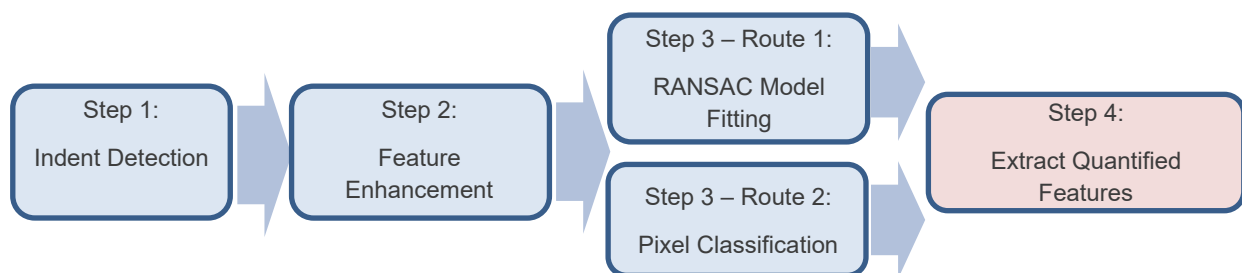 Step 1:
Indent Detection
Step 2:
Feature
Enhancement
Step 3 – Route 1:
RANSAC Model
Fitting
Step 3 – Route 2:
Pixel Classification
Step 4:
Extract Quantified
Features